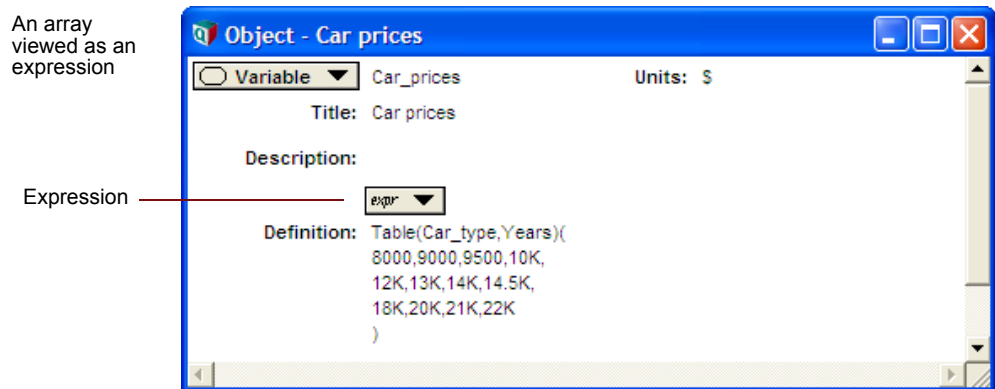 An array
viewed as an
expression
Object - Car prices
Variable Car_prices Units: $
Title: Car prices
Description:
Expression
expr
Definition: Table(Car_type,Years)(
8000,9000,9500,10K,
12K,13K,14K,14.5K,
18K,20K,21K,22K
)